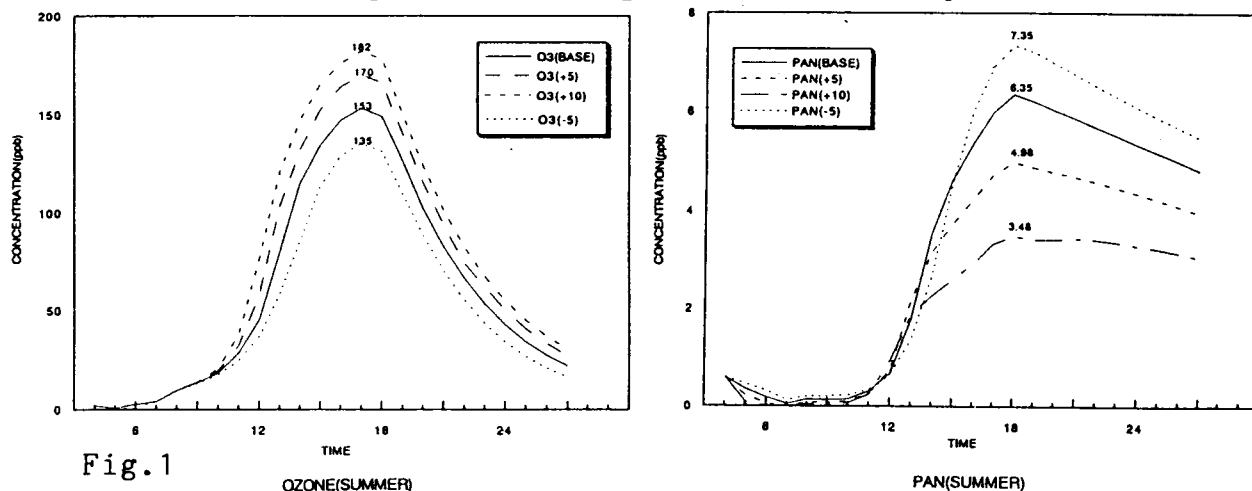 200
150
100
50
0
CONCENTRATION(ppb)
182
170
153
135
O3(BASE)
O3(+5)
O3(+10)
O3(-5)
6
12
18
24
TIME
Fig.1
OZONE(SUMMER)
8
6
4
2
0
CONCENTRATION(ppb)
PAN(BASE)
PAN(+5)
PAN(+10)
PAN(-5)
7.35
6.35
4.98
3.48
6
12
18
24
TIME
PAN(SUMMER)